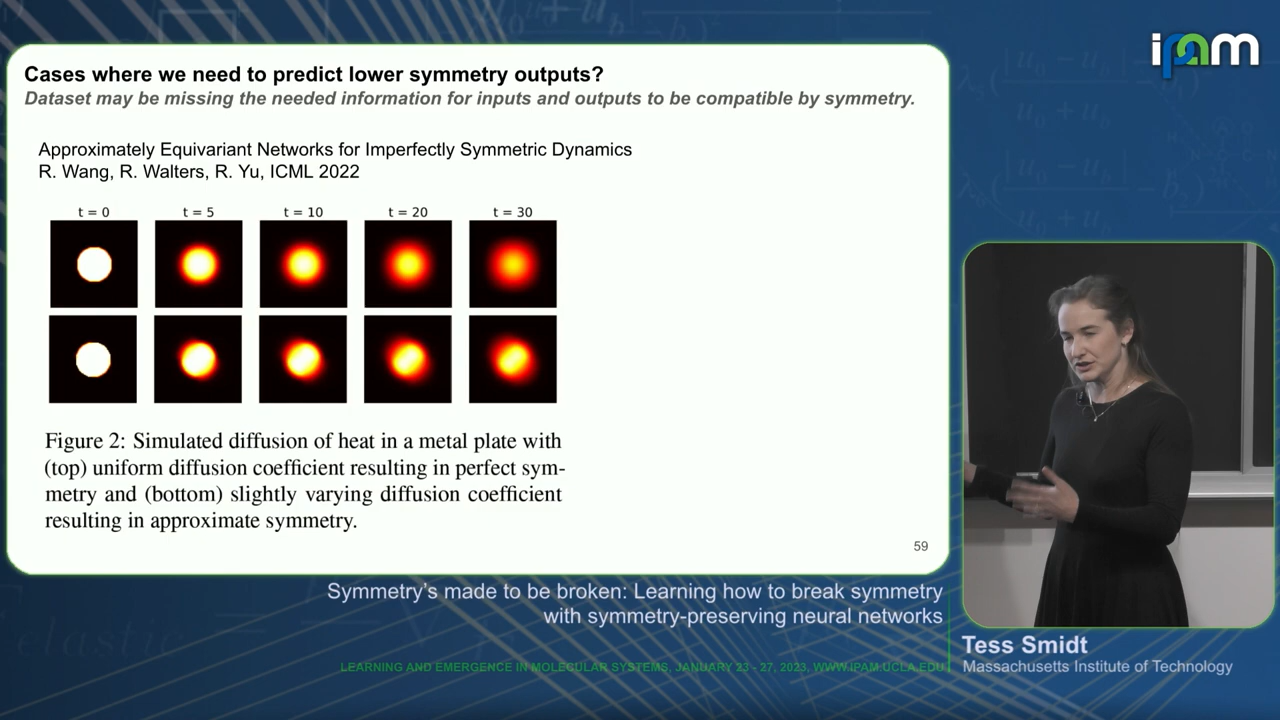 ipam
Cases where we need to predict lower symmetry outputs?
Dataset may be missing the needed information for inputs and outputs to be compatible by symmetry.
Approximately Equivariant Networks for Imperfectly Symmetric Dynamics
R. Wang, R. Walters, R. Yu, ICML 2022
t = 0 t = 5 t = 10 t = 20 t = 30
Figure 2: Simulated diffusion of heat in a metal plate with
(top) uniform diffusion coefficient resulting in perfect sym-
metry and (bottom) slightly varying diffusion coefficient
resulting in approximate symmetry.
59
Symmetry's made to be broken: Learning how to break symmetry
with symmetry-preserving neural networks
Tess Smidt
Massachusetts Institute of Technology
LEARNING AND EMERGENCE IN MOLECULAR SYSTEMS, JANUARY 23 - 27, 2023, WWW.IPAM.UCLA.EDU
elastic